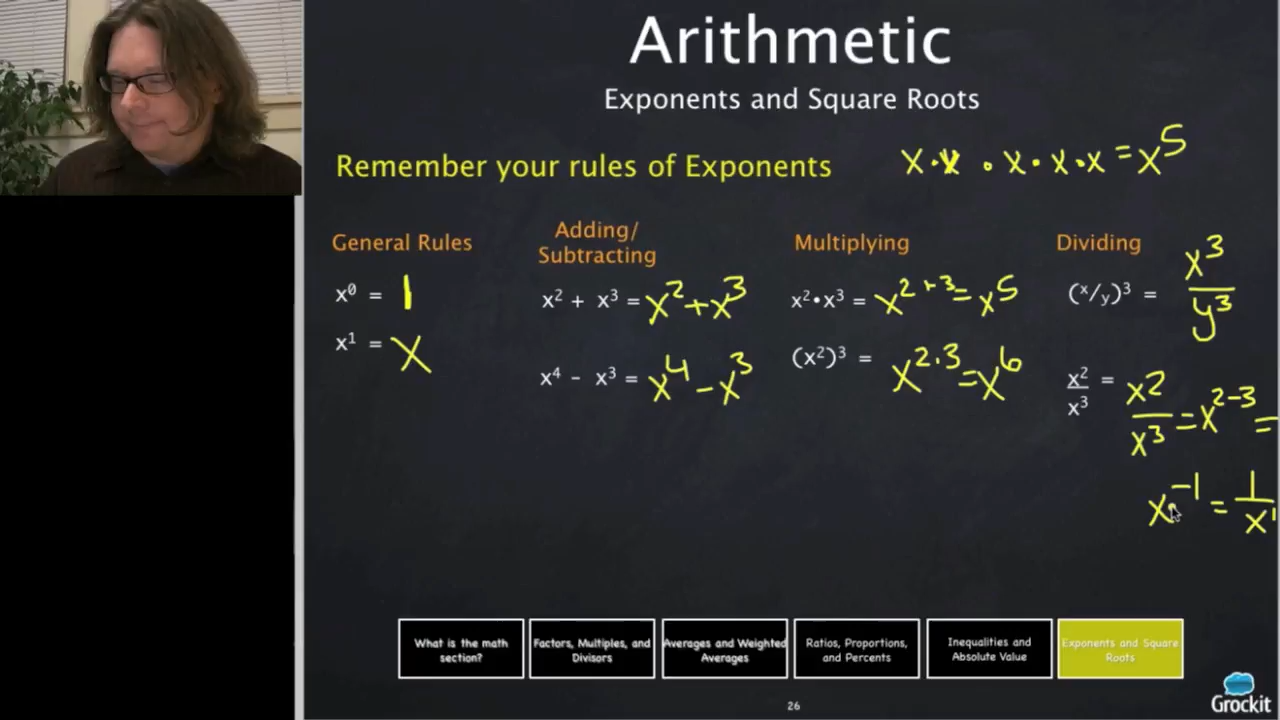 Arithmetic
Exponents and Square Roots
Remember your rules of Exponents
x·x · x·x·x = x⁵
General Rules
x⁰ = 1
x¹ = x
Adding/
Subtracting
x² + x³ = x² + x³
x⁴ - x³ = x⁴ - x³
Multiplying
x²•x³ = x²⁺³ = x⁵
(x²)³ = x²·³ = x⁶
Dividing
(x/y)³ = x³/y³
x²/x³ = x²/x³ = x²⁻³ =
x⁻¹ = 1/x¹
What is the math
section?
Factors, Multiples, and
Divisors
Averages and Weighted
Averages
Ratios, Proportions,
and Percents
Inequalities and
Absolute Value
Exponents and Square
Roots
26
Grockit